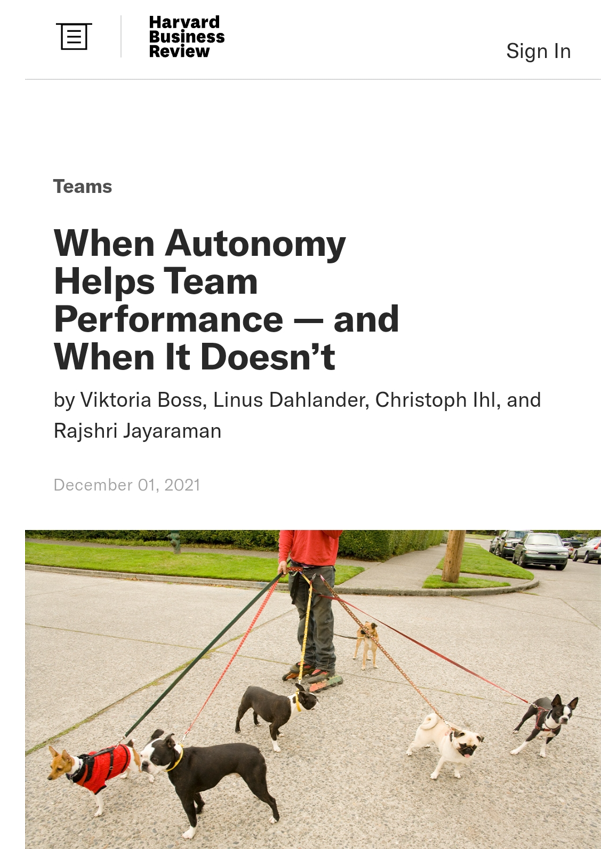 Harvard
Business
Review
Sign In
Teams
When Autonomy
Helps Team
Performance — and
When It Doesn’t
by Viktoria Boss, Linus Dahlander, Christoph Ihl, and
Rajshri Jayaraman
December 01, 2021